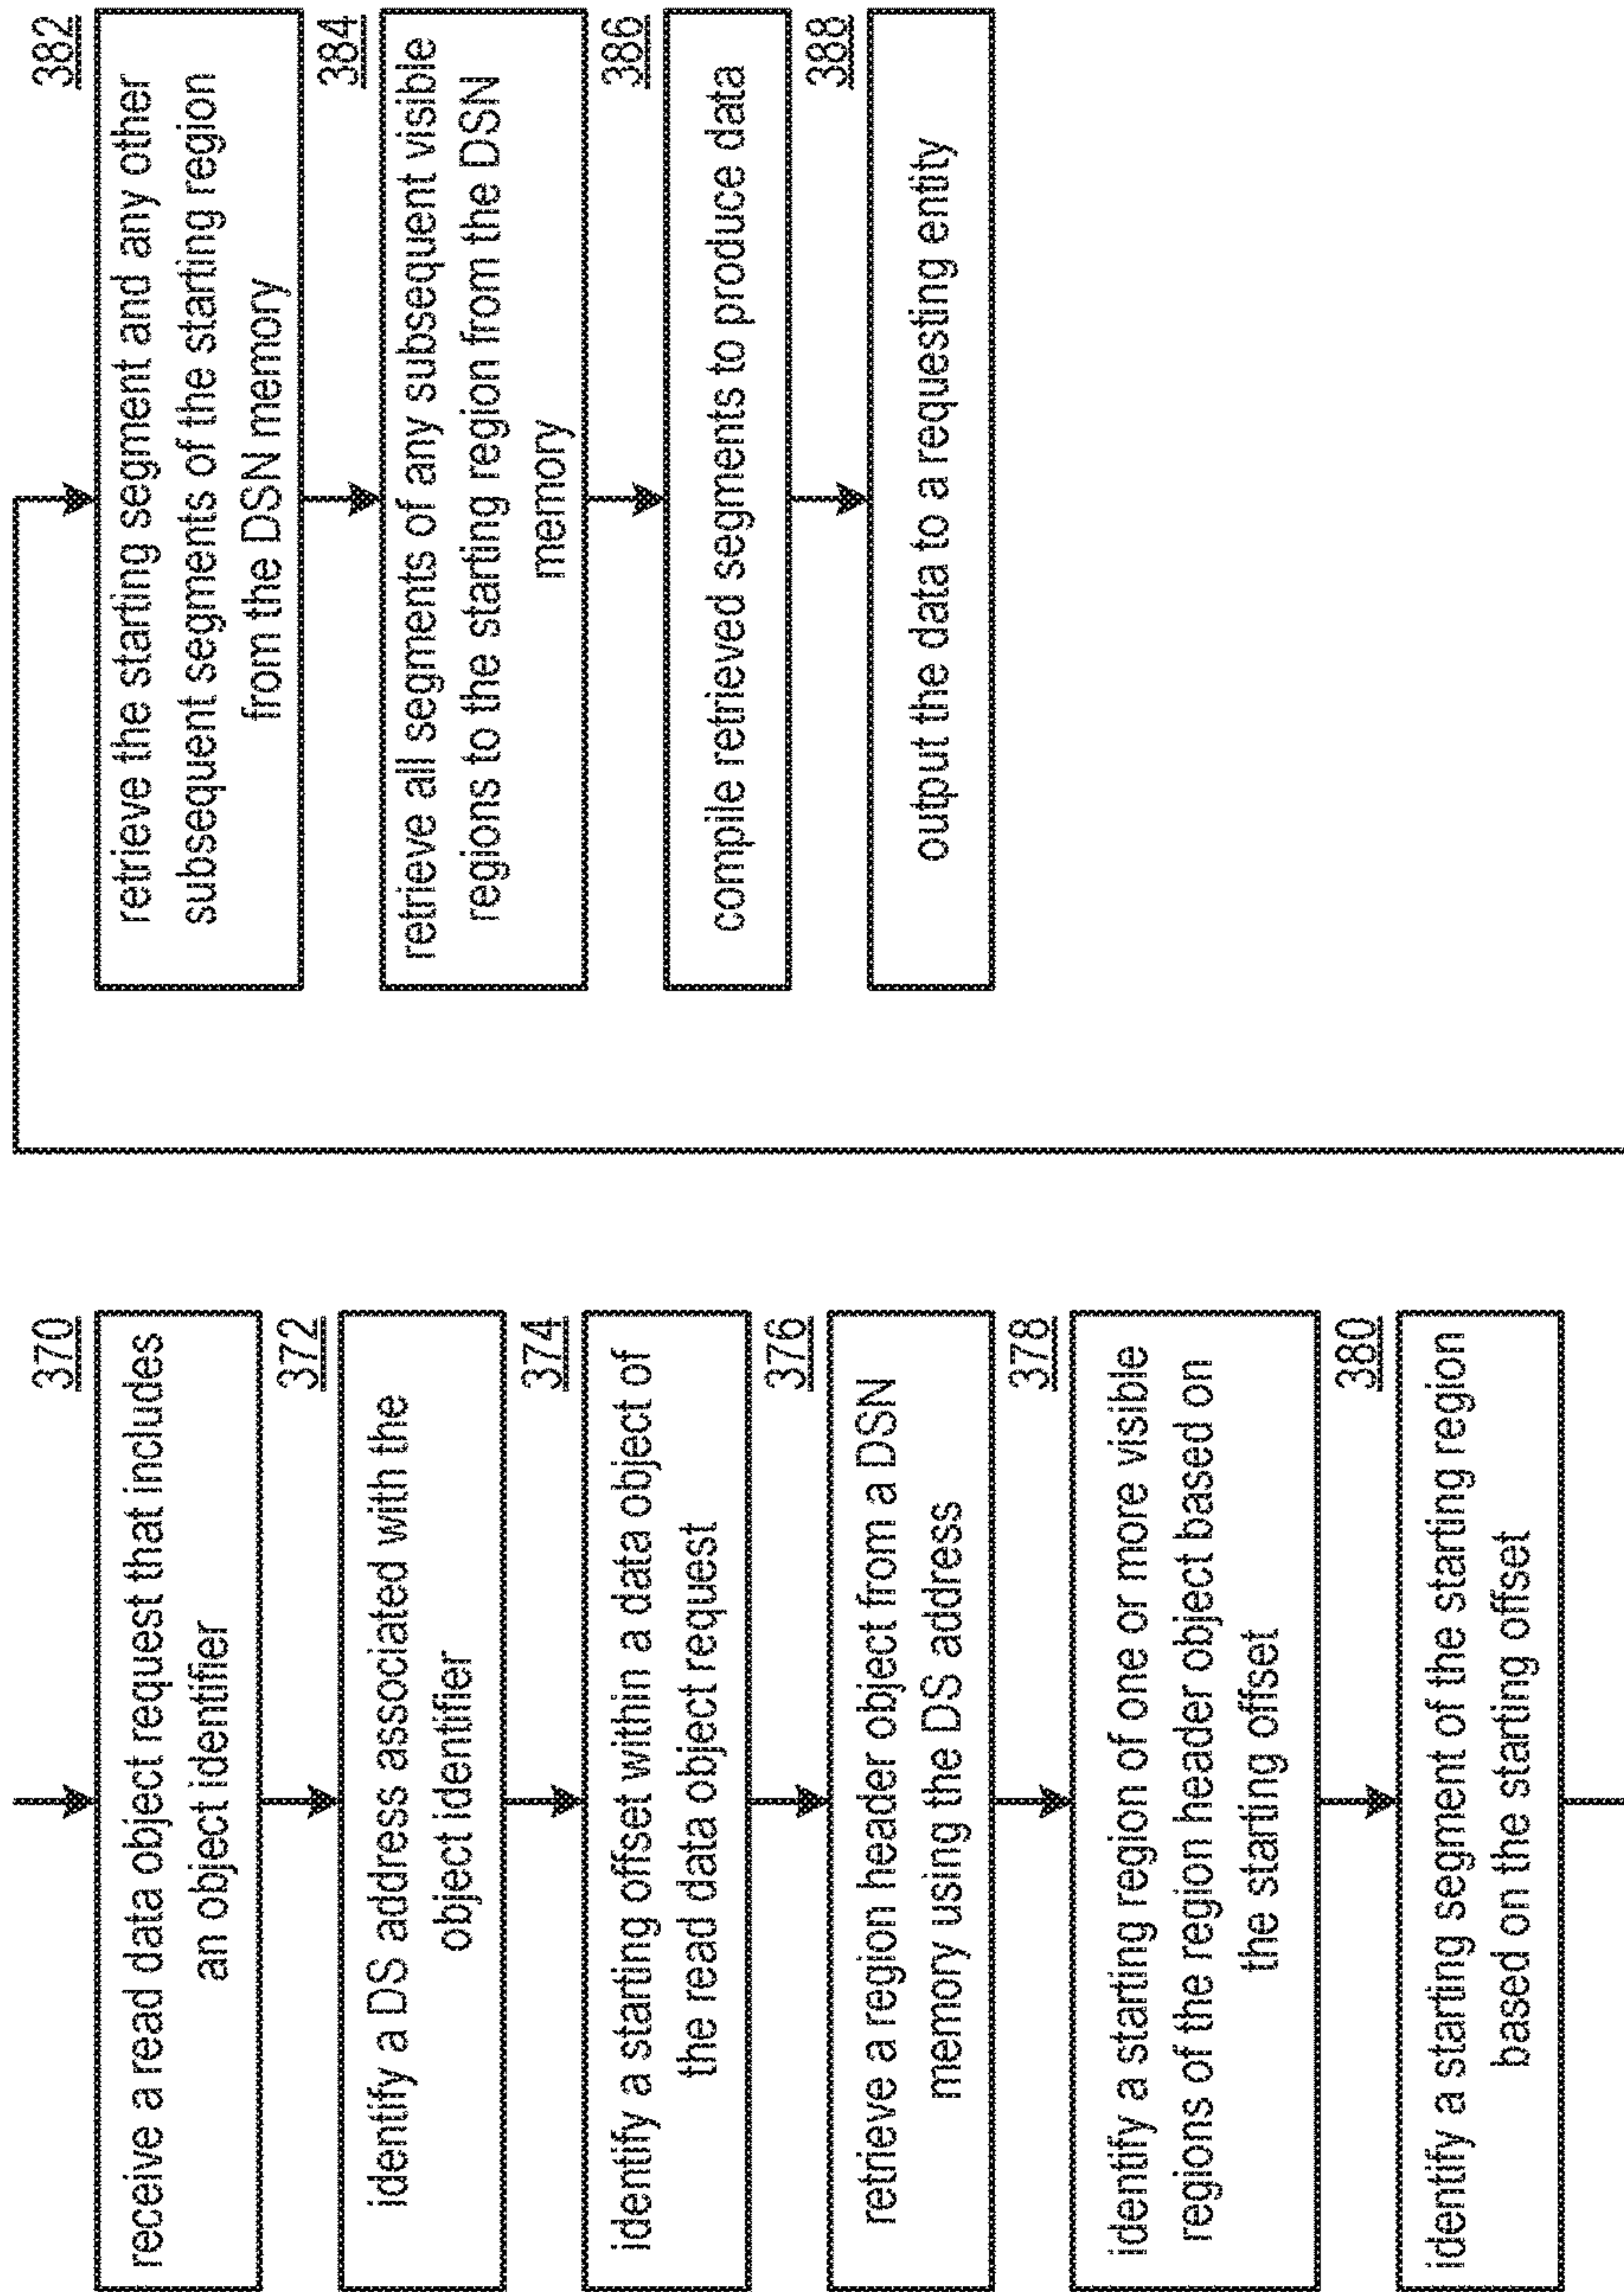 370
receive a read data object request that includes
an object identifier
372
identify a DS address associated with the
object identifier
374
identify a starting offset within a data object of
the read data object request
376
retrieve a region header object from a DSN
memory using the DS address
378
identify a starting region of one or more visible
regions of the region header object based on
the starting offset
380
identify a starting segment of the starting region
based on the starting offset
382
retrieve the starting segment and any other
subsequent segments of the starting region
from the DSN memory
384
retrieve all segments of any subsequent visible
regions to the starting region from the DSN
memory
386
compile retrieved segments to produce data
388
output the data to a requesting entity